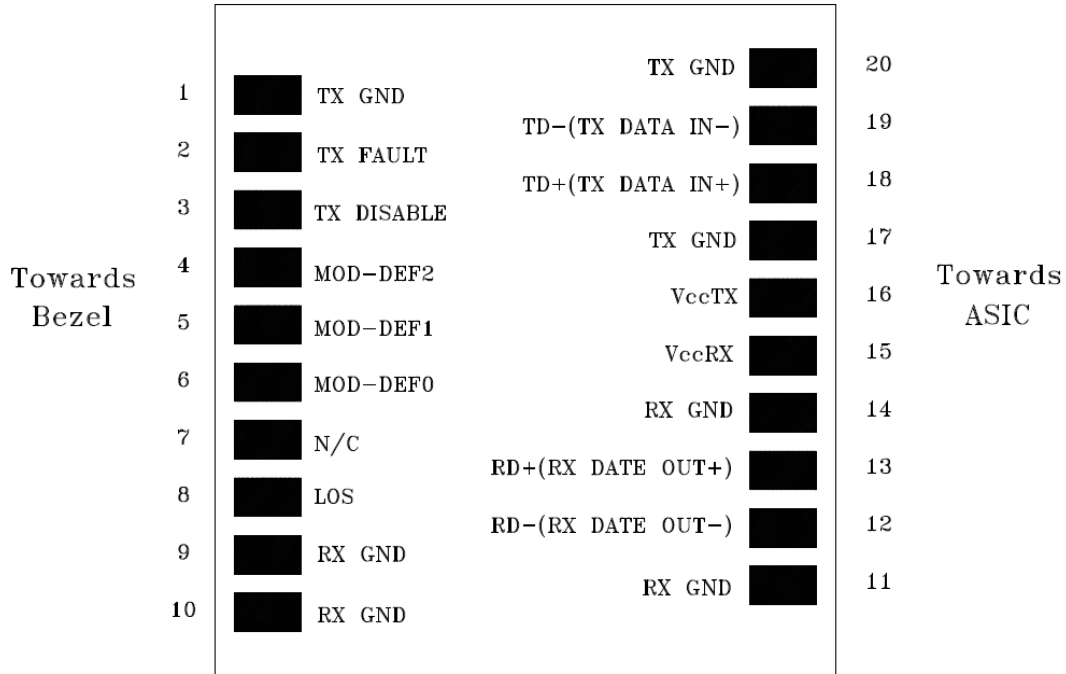 Towards
Bezel
1 TX GND
2 TX FAULT
3 TX DISABLE
4 MOD-DEF2
5 MOD-DEF1
6 MOD-DEF0
7 N/C
8 LOS
9 RX GND
10 RX GND
TX GND 20
TD-(TX DATA IN-) 19
TD+(TX DATA IN+) 18
TX GND 17
VccTX 16
VccRX 15
RX GND 14
RD+(RX DATE OUT+) 13
RD-(RX DATE OUT-) 12
RX GND 11
Towards
ASIC